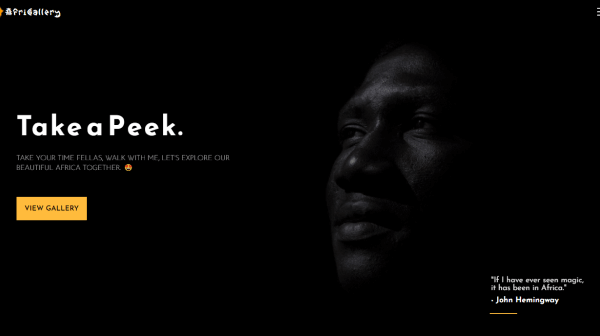 AfriGallery
Take a Peek.
TAKE YOUR TIME FELLAS, WALK WITH ME, LET'S EXPLORE OUR
BEAUTIFUL AFRICA TOGETHER. 🤩
VIEW GALLERY
"If I have ever seen magic,
it has been in Africa."
- John Hemingway